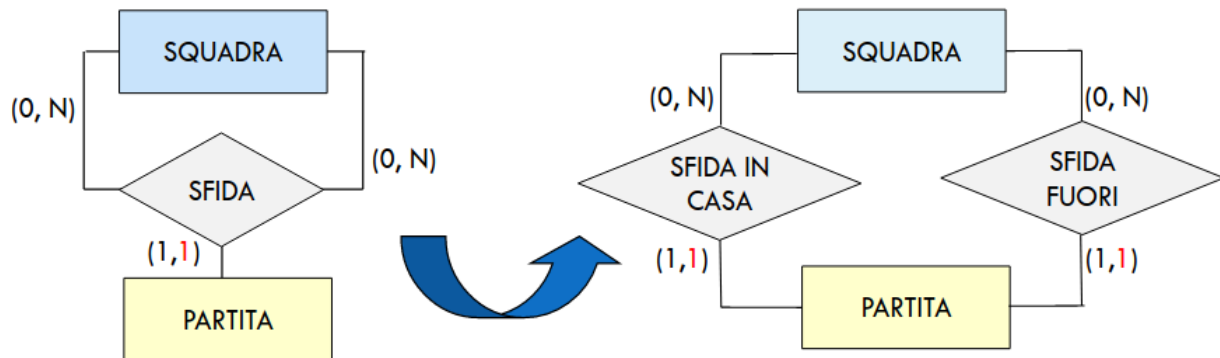 SQUADRA
(0, N)
(0, N)
SFIDA
(1,1)
PARTITA
SQUADRA
(0, N)
(0, N)
SFIDA IN
CASA
SFIDA
FUORI
(1,1)
(1,1)
PARTITA